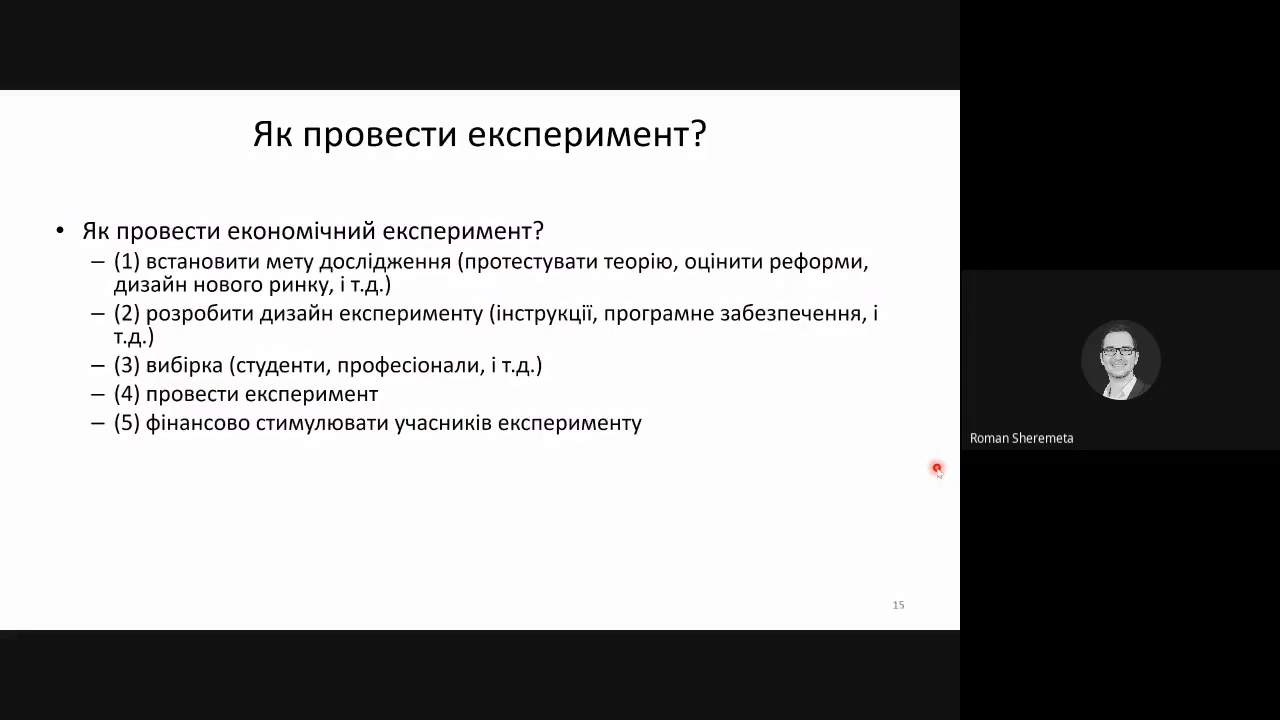 Як провести експеримент?
• Як провести економічний експеримент?
– (1) встановити мету дослідження (протестувати теорію, оцінити реформи,
дизайн нового ринку, і т.д.)
– (2) розробити дизайн експерименту (інструкції, програмне забезпечення, і
т.д.)
– (3) вибірка (студенти, професіонали, і т.д.)
– (4) провести експеримент
– (5) фінансово стимулювати учасників експерименту
15
Roman Sheremeta